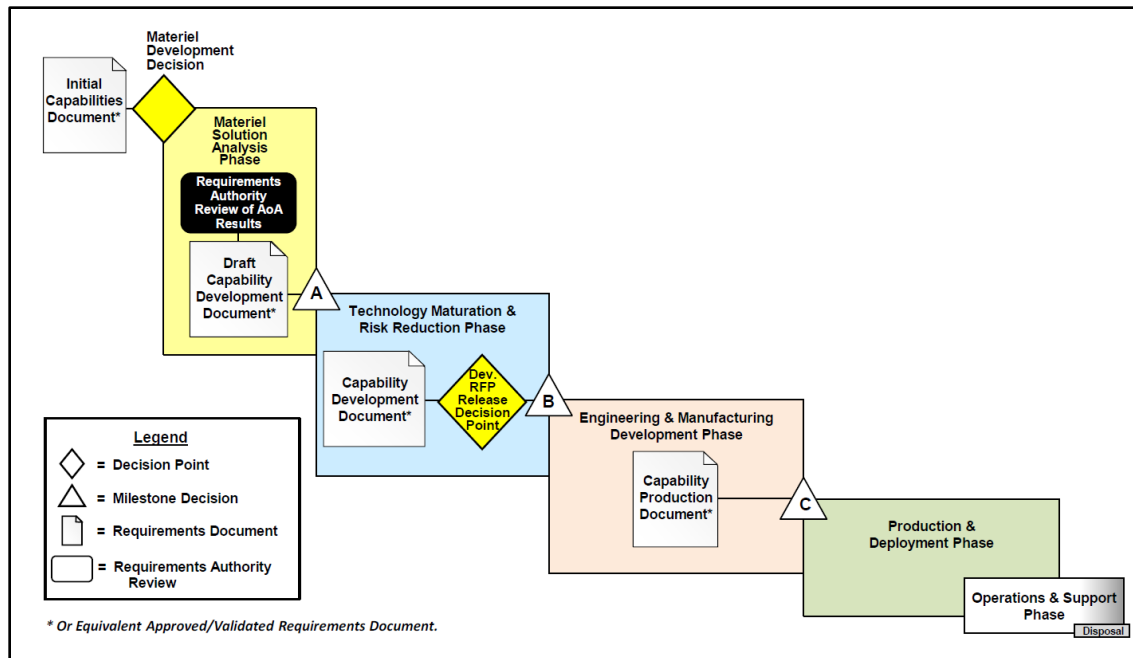 Materiel
Development
Decision
Initial
Capabilities
Document*
Materiel
Solution
Analysis
Phase
Requirements
Authority
Review of AoA
Results
Draft
Capability
Development
Document*
A
Technology Maturation &
Risk Reduction Phase
Capability
Development
Document*
Dev.
RFP
Release
Decision
Point
B
Engineering & Manufacturing
Development Phase
Capability
Production
Document*
C
Production &
Deployment Phase
Operations & Support
Phase
Disposal
Legend
= Decision Point
= Milestone Decision
= Requirements Document
= Requirements Authority
Review
* Or Equivalent Approved/Validated Requirements Document.